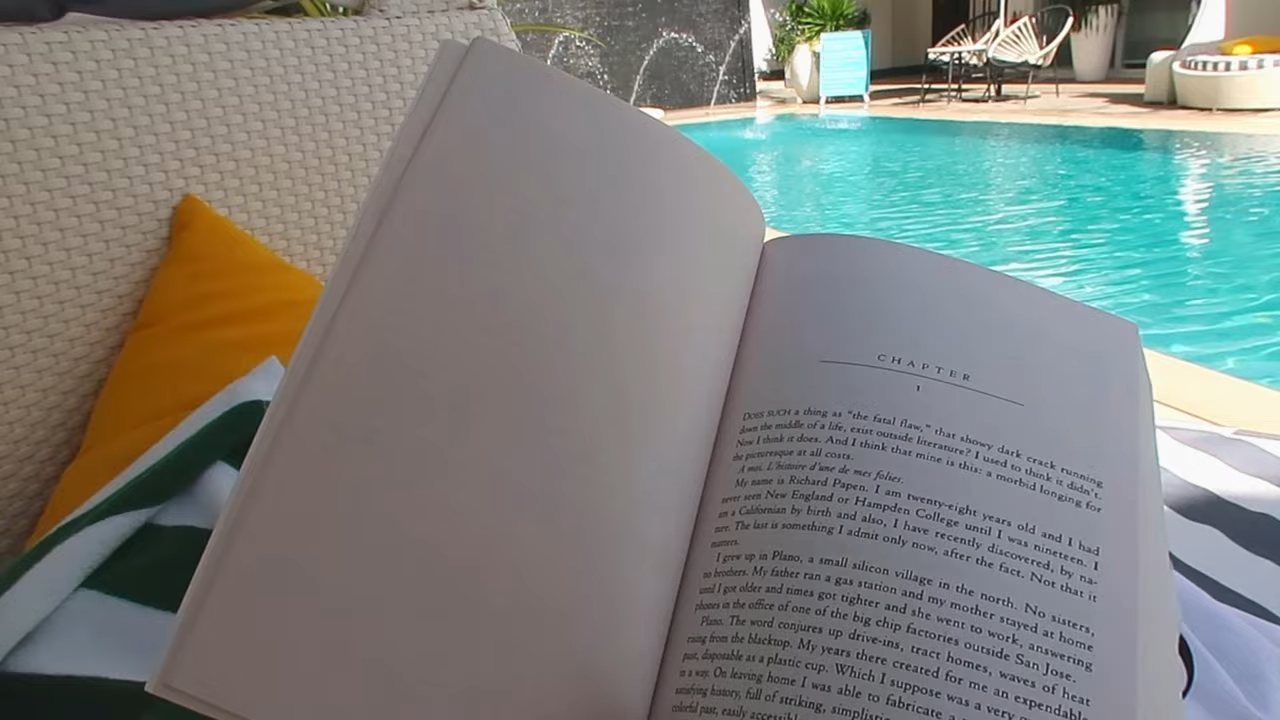 CHAPTER
1
DOES SUCH a thing as "the fatal flaw," that showy dark crack running
down the middle of a life, exist outside literature? I used to think it didn't.
Now I think it does. And I think that mine is this: a morbid longing for
the picturesque at all costs.
A moi. L'histoire d'une de mes folies.
My name is Richard Papen. I am twenty-eight years old and I had
never seen New England or Hampden College until I was nineteen. I
am a Californian by birth and also, I have recently discovered, by na-
ture. The last is something I admit only now, after the fact. Not that it
matters.
I grew up in Plano, a small silicon village in the north. No sisters,
no brothers. My father ran a gas station and my mother stayed at home
until I got older and times got tighter and she went to work, answering
phones in the office of one of the big chip factories outside San Jose.
Plano. The word conjures up drive-ins, tract homes, waves of heat
rising from the blacktop. My years there created for me an expendable
past, disposable as a plastic cup. Which I suppose was a very
in a way. On leaving home I was able to fabricate a
satisfying history, full of striking, simplistic
colorful past, easily accessible